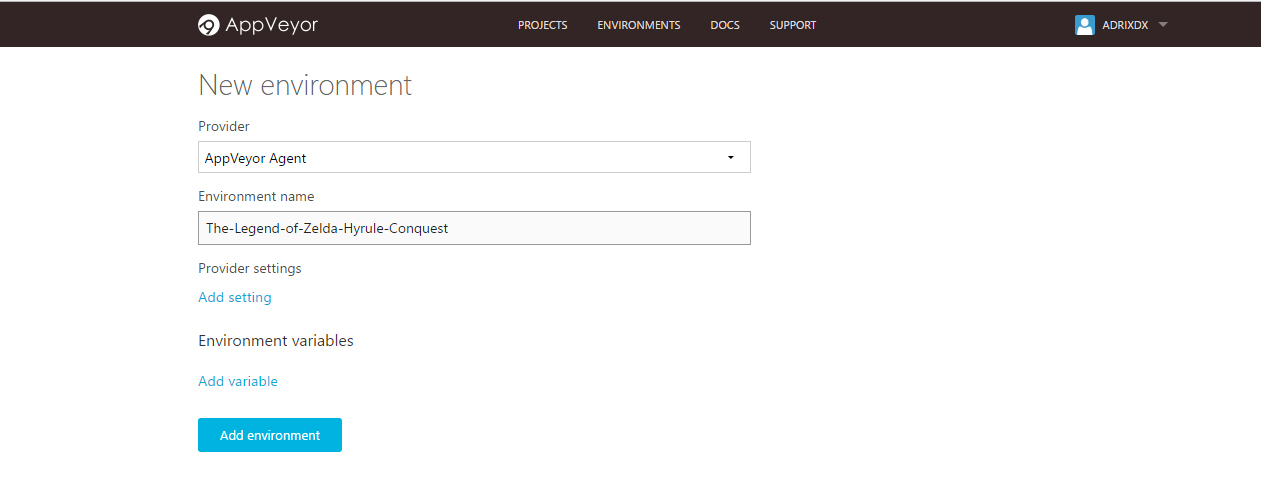 AppVeyor PROJECTS ENVIRONMENTS DOCS SUPPORT ADRIXDX
New environment
Provider
AppVeyor Agent
Environment name
The-Legend-of-Zelda-Hyrule-Conquest
Provider settings
Add setting
Environment variables
Add variable
Add environment